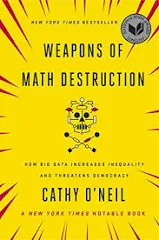 NEW YORK TIMES BESTSELLER
WEAPONS OF
MATH DESTRUCTION
HOW BIG DATA INCREASES INEQUALITY
AND THREATENS DEMOCRACY
CATHY O'NEIL
A NEW YORK TIMES NOTABLE BOOK